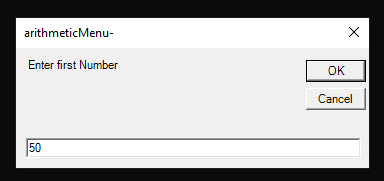 arithmeticMenu-
Enter first Number
OK
Cancel
50